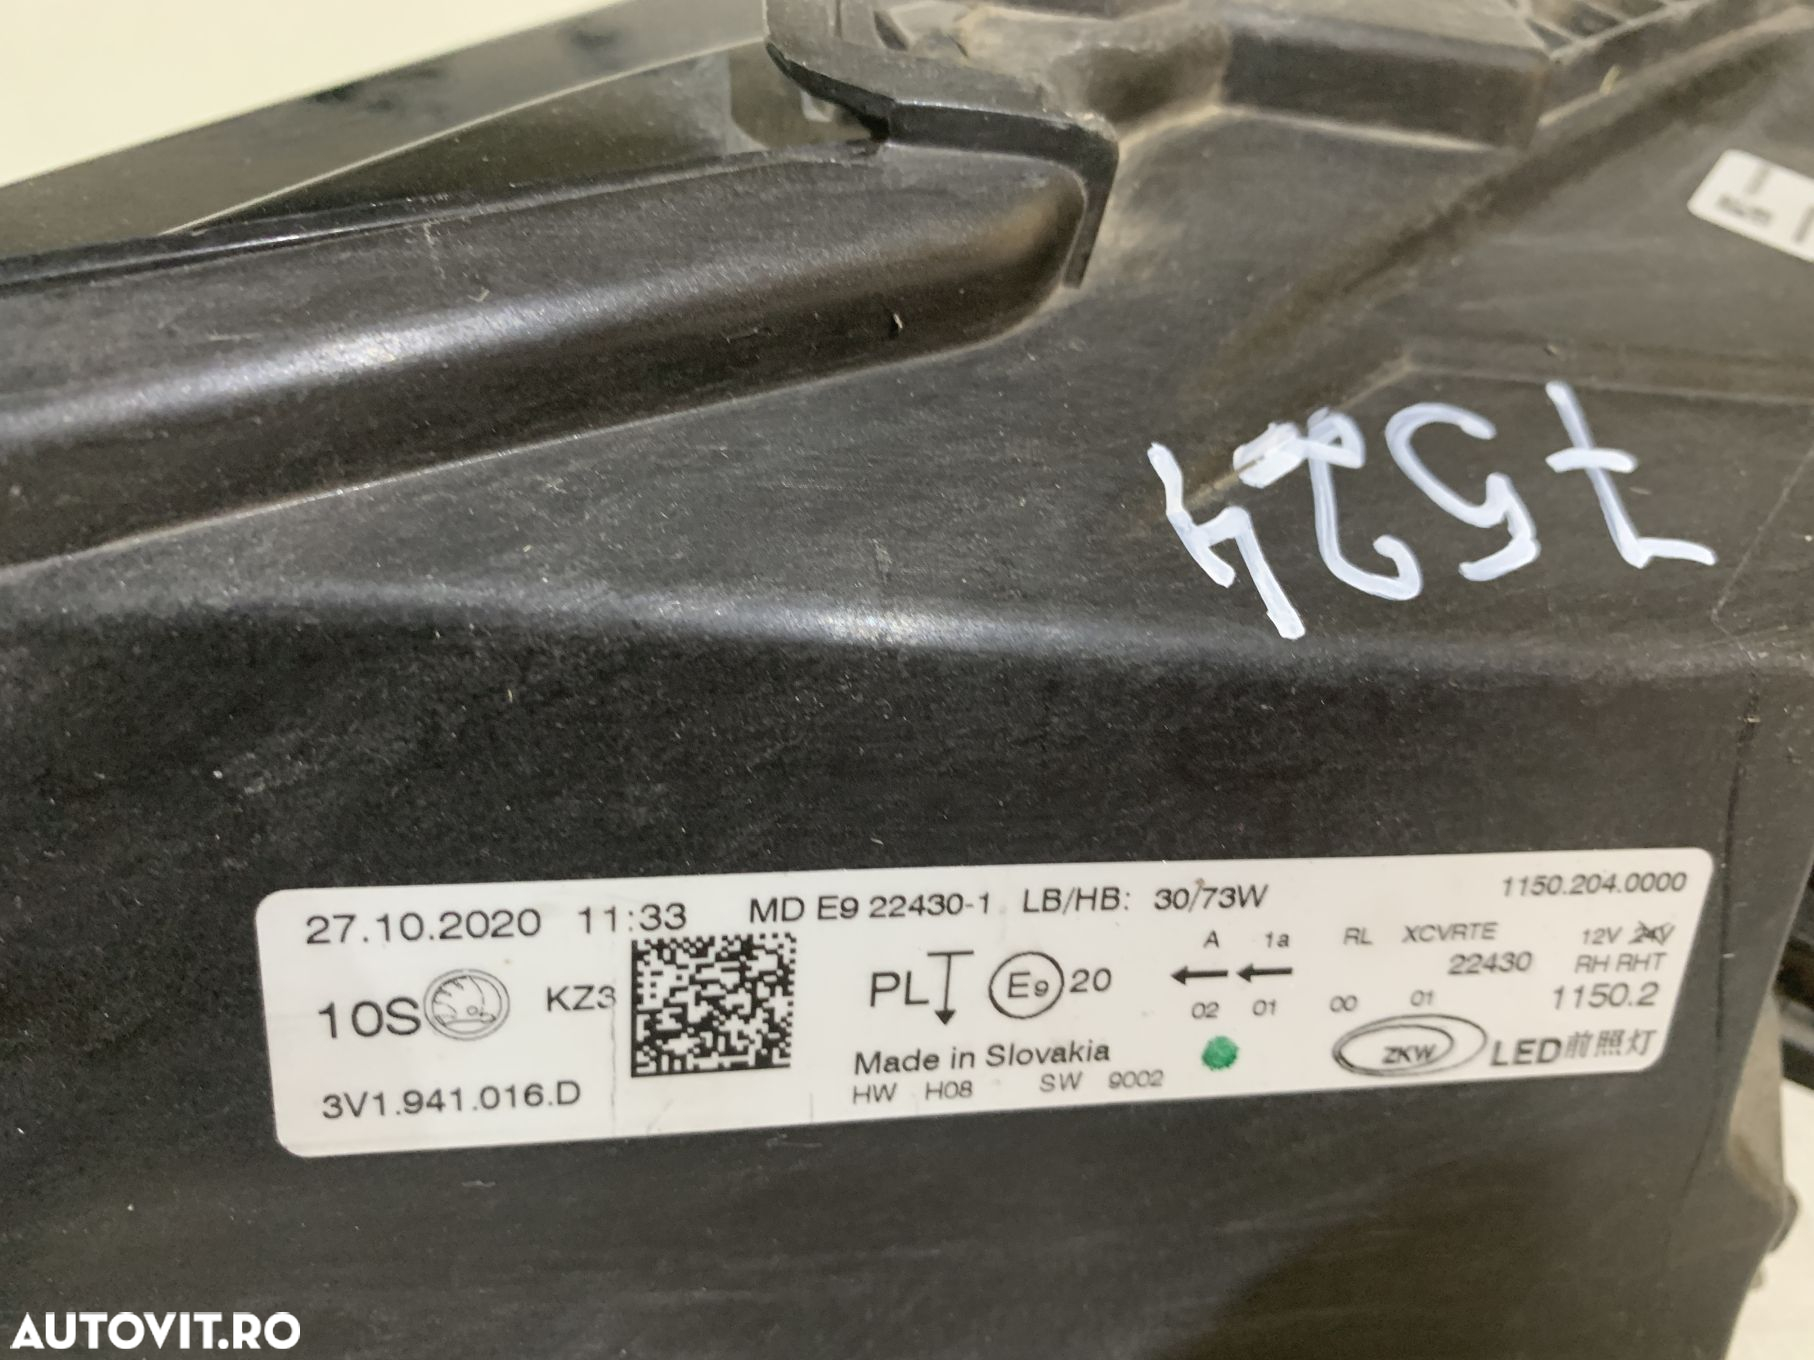 7524
27.10.2020 11:33 MD E9 22430-1 LB/HB: 30/73W 1150.204.0000
A 1a RL XCVRTE 12V 24V
10S KZ3 PL E9 20 22430 RH RHT
02 01 00 01 1150.2
Made in Slovakia ZKW LED前照灯
3V1.941.016.D HW H08 SW 9002
AUTOVIT.RO